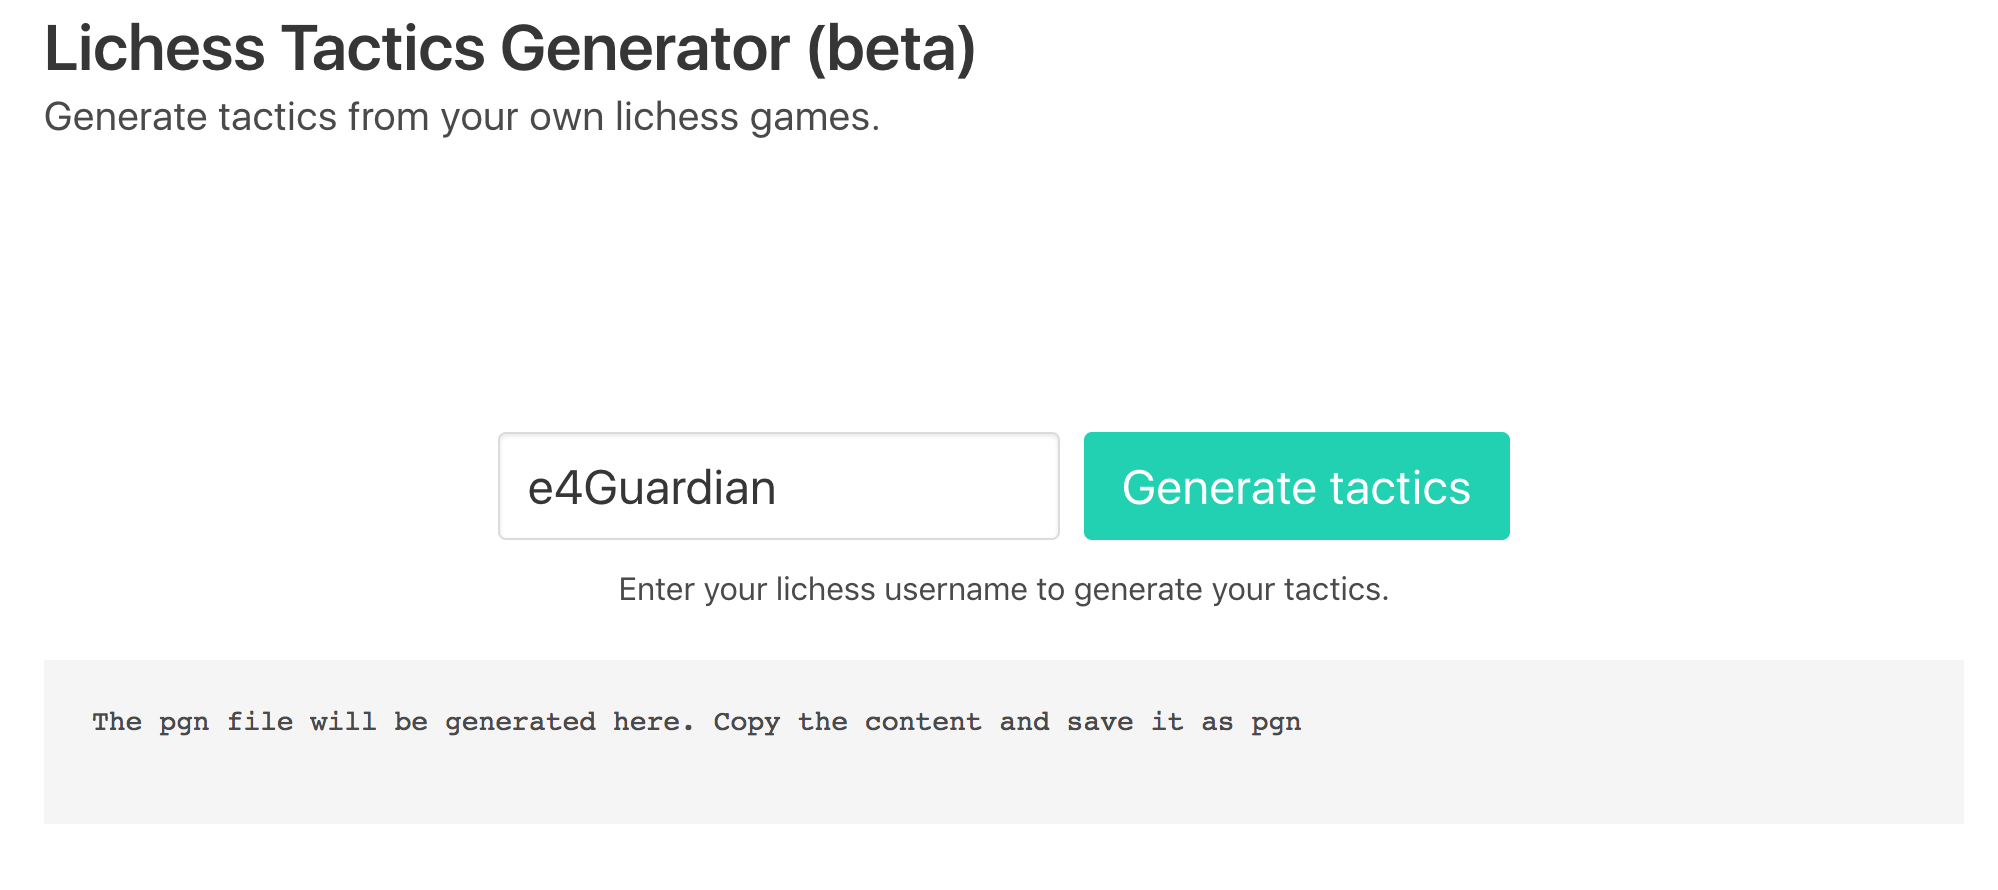 Lichess Tactics Generator (beta)
Generate tactics from your own lichess games.
e4Guardian
Generate tactics
Enter your lichess username to generate your tactics.
The pgn file will be generated here. Copy the content and save it as pgn